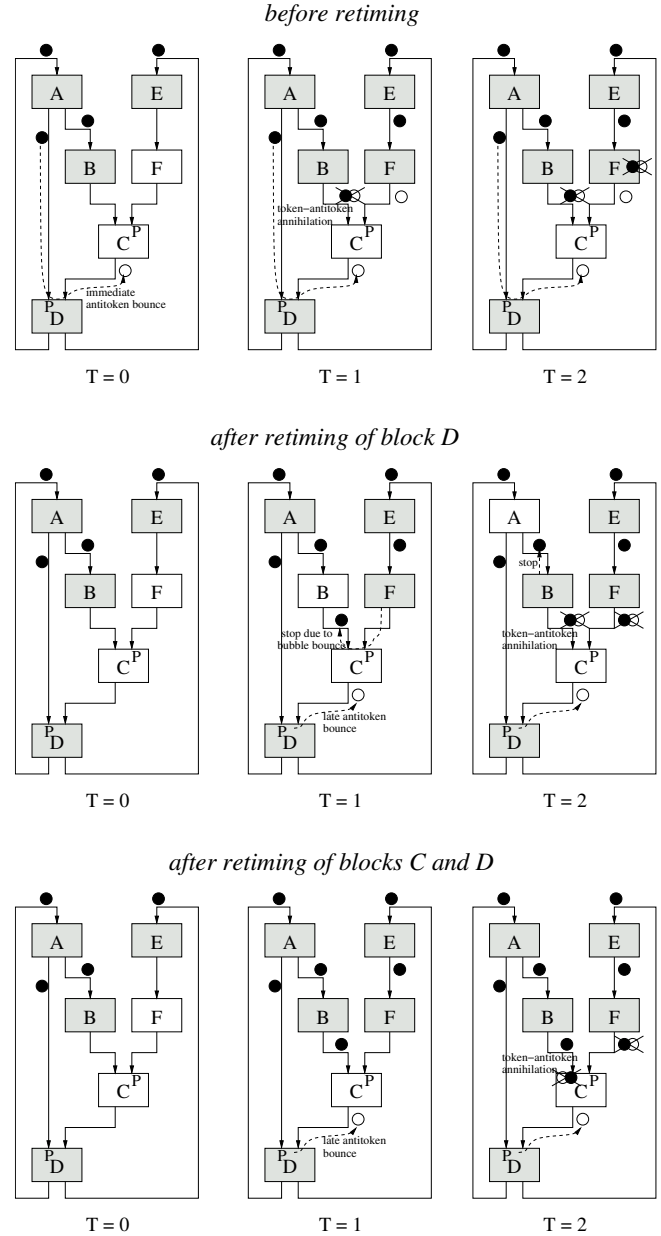 before retiming
A
E
A
E
A
E
B
F
B
F
B
F
token-antitoken
annihilation
C
P
C
P
C
P
immediate
antitoken bounce
P
D
P
D
P
D
T = 0
T = 1
T = 2
after retiming of block D
A
E
A
E
A
E
stop
B
F
B
F
B
F
stop due to
bubble bounce
token-antitoken
annihilation
C
P
C
P
C
P
late antitoken
bounce
P
D
P
D
P
D
T = 0
T = 1
T = 2
after retiming of blocks C and D
A
E
A
E
A
E
B
F
B
F
B
F
token-antitoken
annihilation
C
P
C
P
C
P
late antitoken
bounce
P
D
P
D
P
D
T = 0
T = 1
T = 2